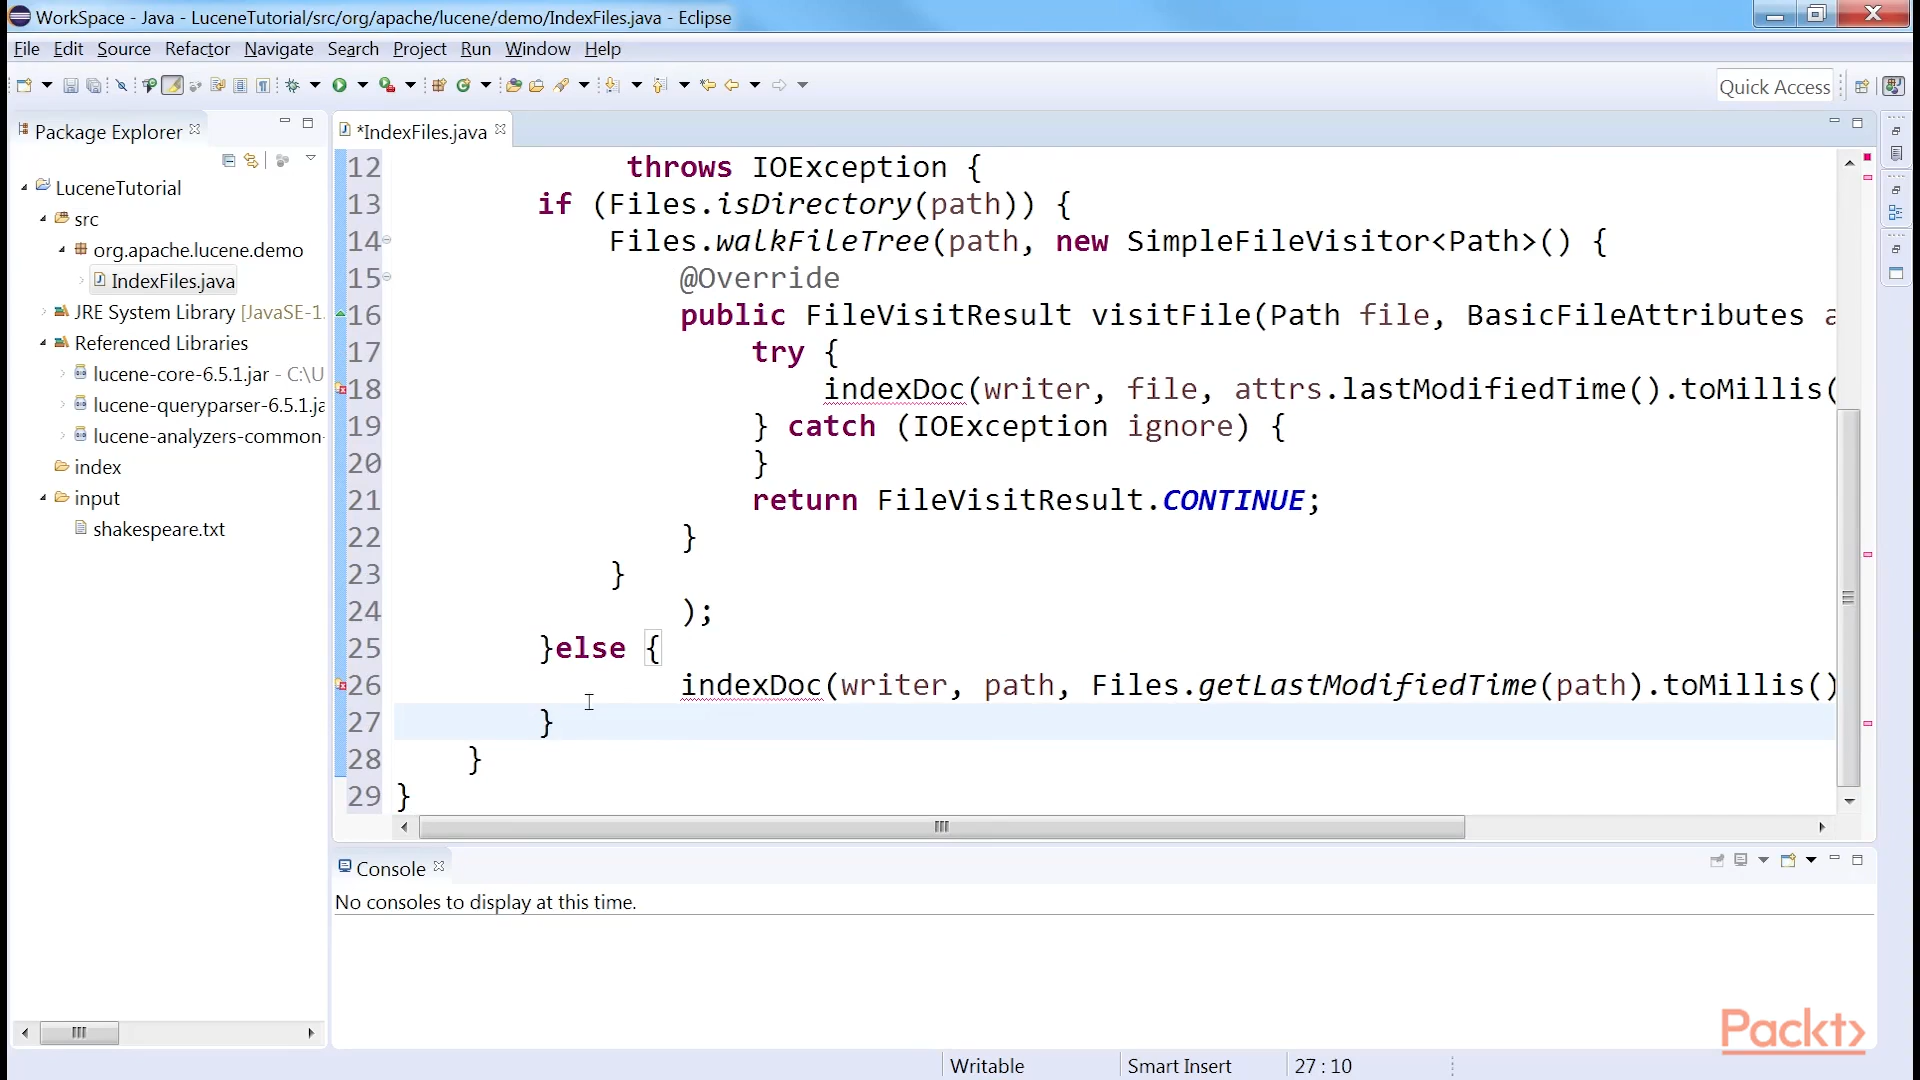 WorkSpace - Java - LuceneTutorial/src/org/apache/lucene/demo/IndexFiles.java - Eclipse
File Edit Source Refactor Navigate Search Project Run Window Help
Quick Access
Package Explorer
LuceneTutorial
src
org.apache.lucene.demo
IndexFiles.java
JRE System Library [JavaSE-1.
Referenced Libraries
lucene-core-6.5.1.jar - C:\U
lucene-queryparser-6.5.1.ja
lucene-analyzers-common-
index
input
shakespeare.txt
*IndexFiles.java
12 throws IOException {
13 if (Files.isDirectory(path)) {
14 Files.walkFileTree(path, new SimpleFileVisitor<Path>() {
15 @Override
16 public FileVisitResult visitFile(Path file, BasicFileAttributes a
17 try {
18 indexDoc(writer, file, attrs.lastModifiedTime().toMillis(
19 } catch (IOException ignore) {
20 }
21 return FileVisitResult.CONTINUE;
22 }
23 }
24 );
25 }else {
26 indexDoc(writer, path, Files.getLastModifiedTime(path).toMillis()
27 }
28 }
29 }
Console
No consoles to display at this time.
Packt>
Writable Smart Insert 27 : 10